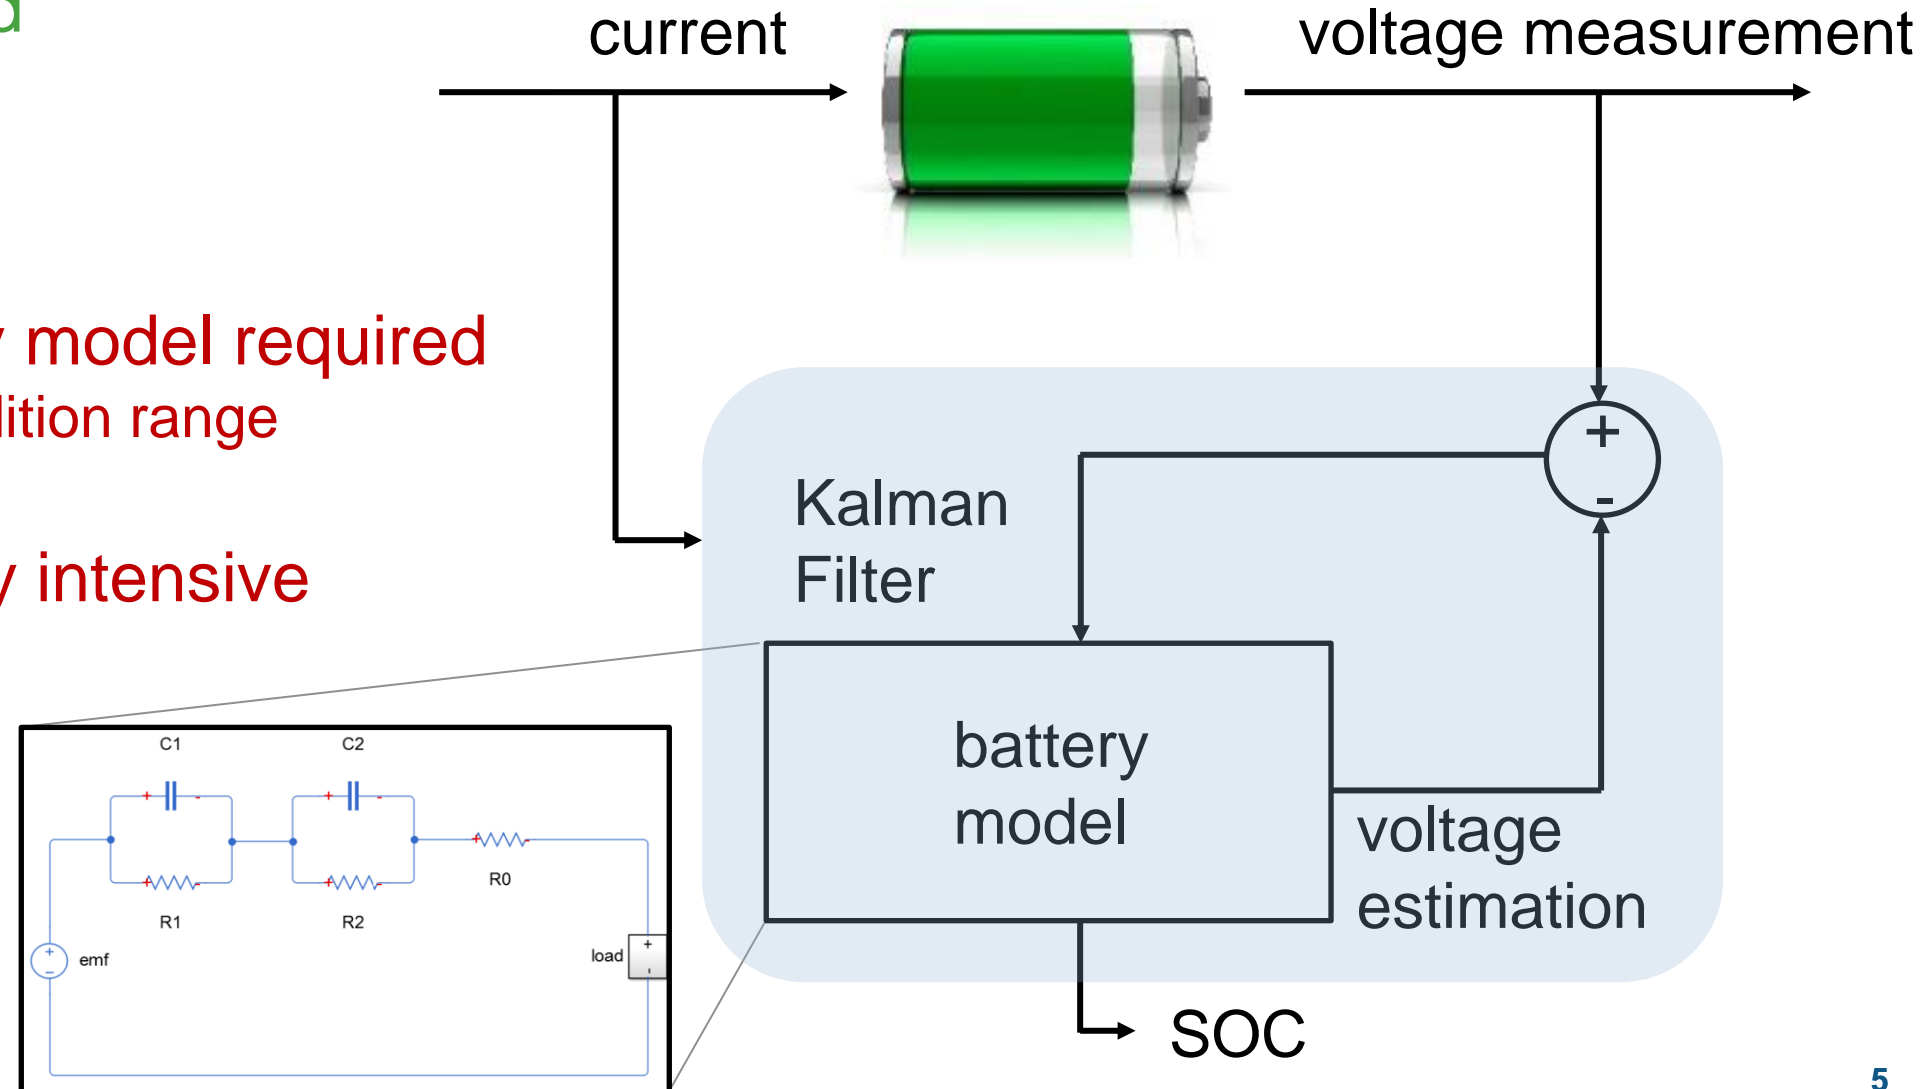 current
voltage measurement
model required
range
intensive
+
-
Kalman
Filter
battery
model
voltage
estimation
SOC
C1
C2
+ -
+ -
+ -
+ -
+ -
R0
R1
R2
+
-
emf
load
+
-
5